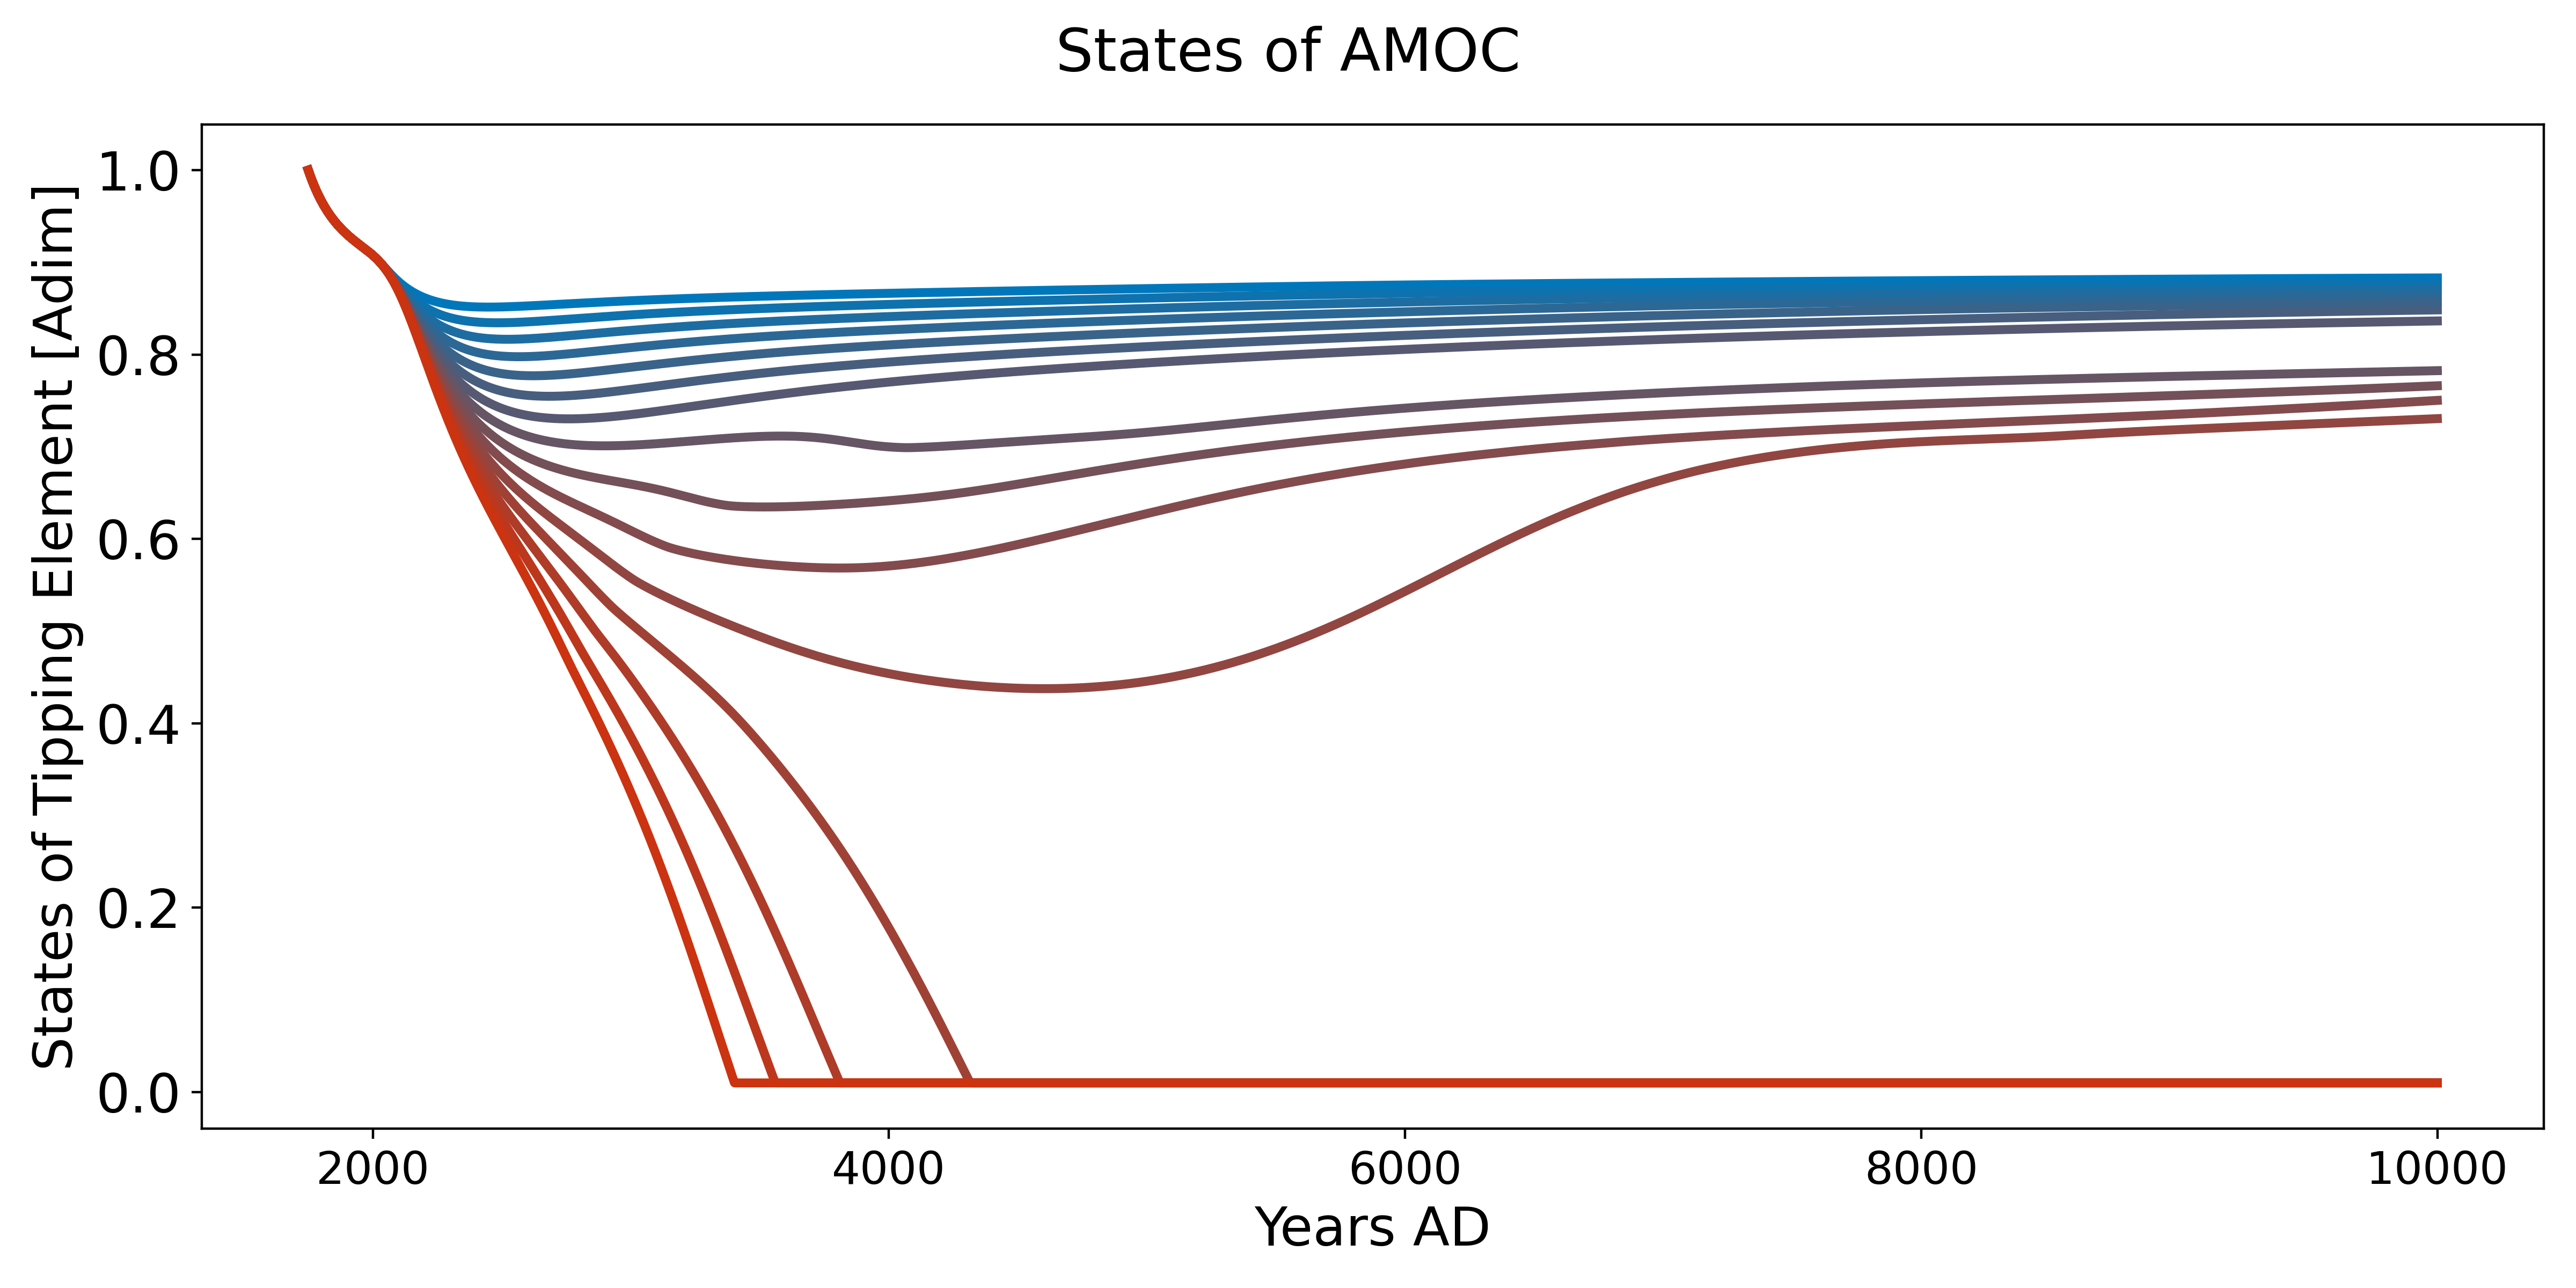 States of AMOC
States of Tipping Element [Adim]
1.0
0.8
0.6
0.4
0.2
0.0
2000 4000 6000 8000 10000
Years AD